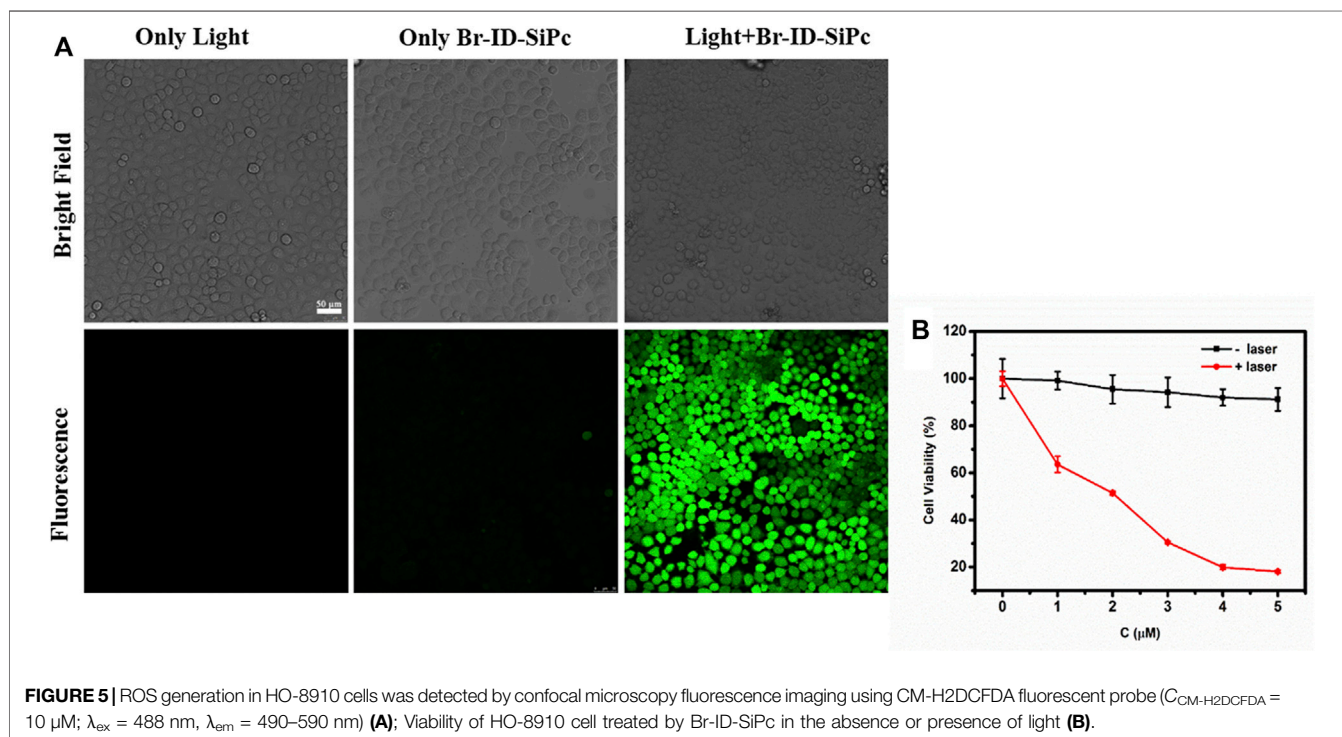 A
Only Light
Only Br-ID-SiPc
Light+Br-ID-SiPc
Bright Field
50 μm
Fluorescence
B
- laser
+ laser
120
100
80
60
40
20
Cell Viability (%)
0 1 2 3 4 5
C (μM)
FIGURE 5 | ROS generation in HO-8910 cells was detected by confocal microscopy fluorescence imaging using CM-H2DCFDA fluorescent probe (C_CM-H2DCFDA =
10 μM; λex = 488 nm, λem = 490–590 nm) (A); Viability of HO-8910 cell treated by Br-ID-SiPc in the absence or presence of light (B).